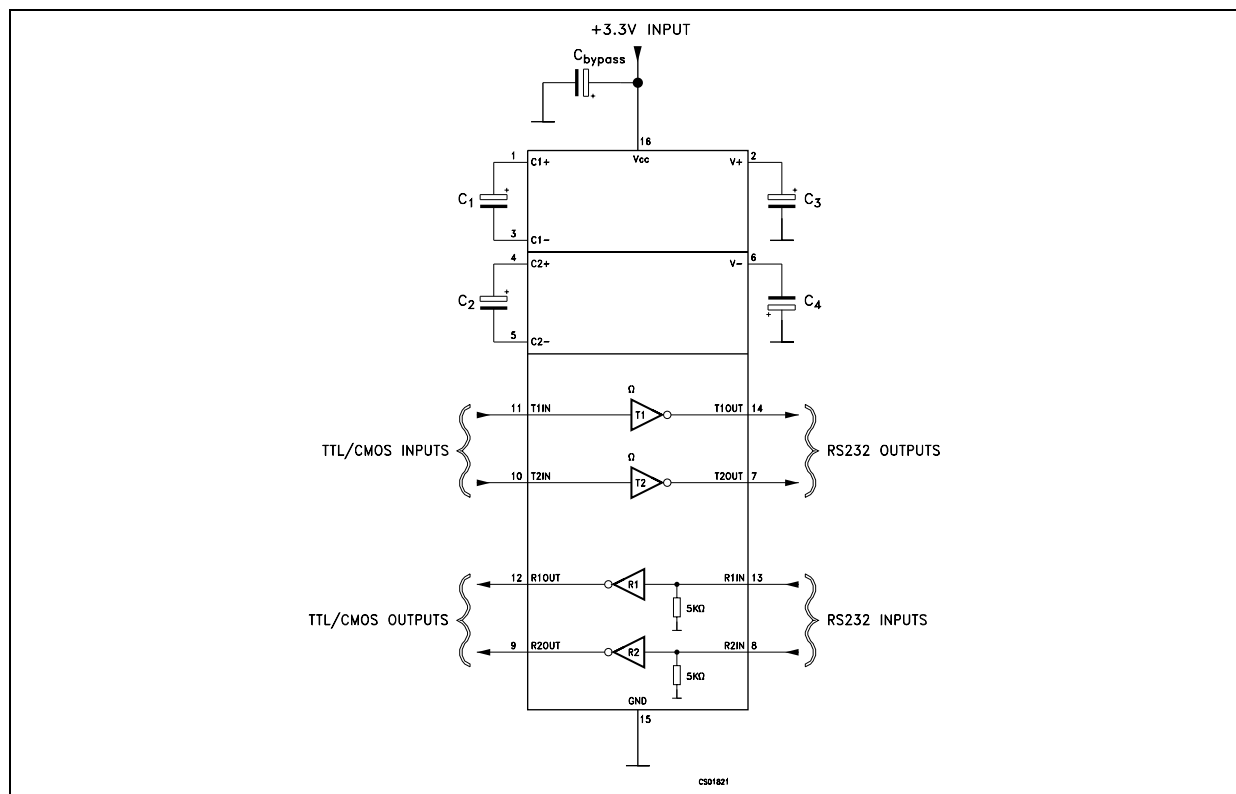 +3.3V INPUT
Cbypass
+
16
1 C1+ Vcc V+ 2
C1 + + C3
3 C1-
4 C2+ V- 6
C2 + + C4
5 C2-
Ω
11 T1IN T1 T1OUT 14
TTL/CMOS INPUTS RS232 OUTPUTS
Ω
10 T2IN T2 T2OUT 7
12 R1OUT R1 R1IN 13
5KΩ
TTL/CMOS OUTPUTS RS232 INPUTS
9 R2OUT R2 R2IN 8
5KΩ
GND
15
CS01821